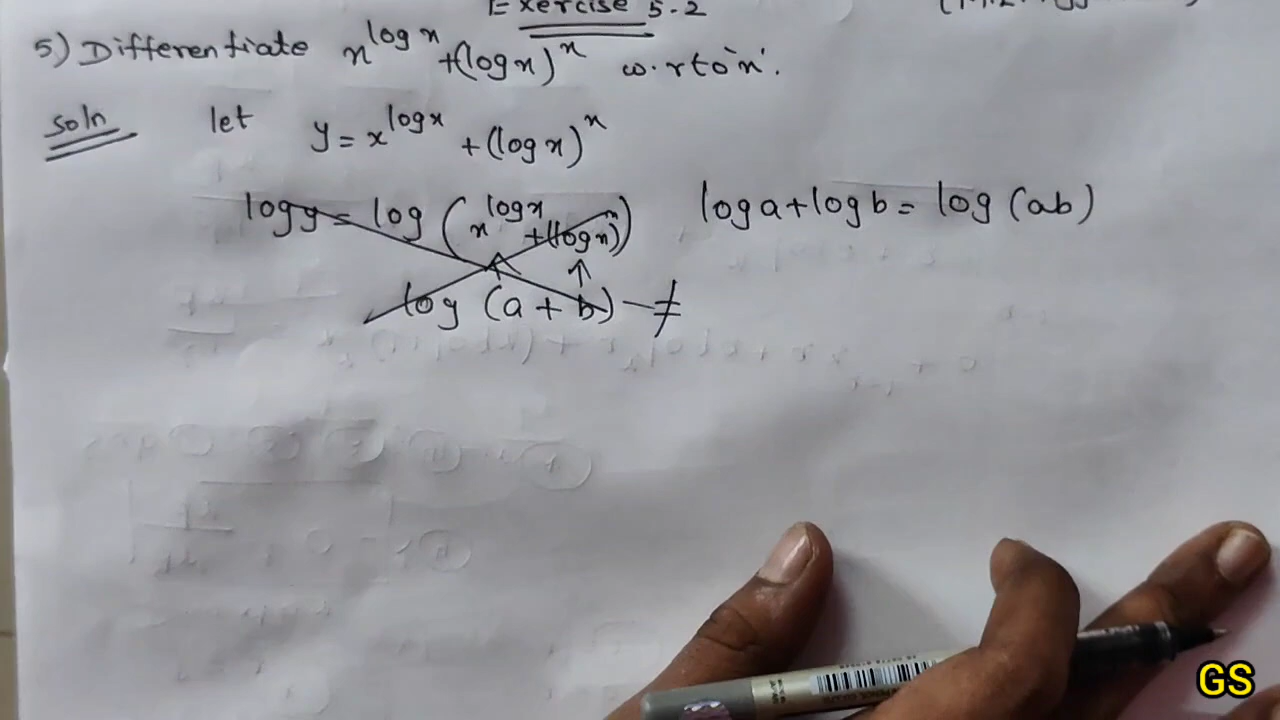 Exercise 5.2
5) Differentiate x^log x + (log x)^x w.r to 'x'.
Soln let y = x^log x + (log x)^x
log y = log (x^log x + (log x)^x) log a + log b = log (ab)
log (a + b) — ≠
GS